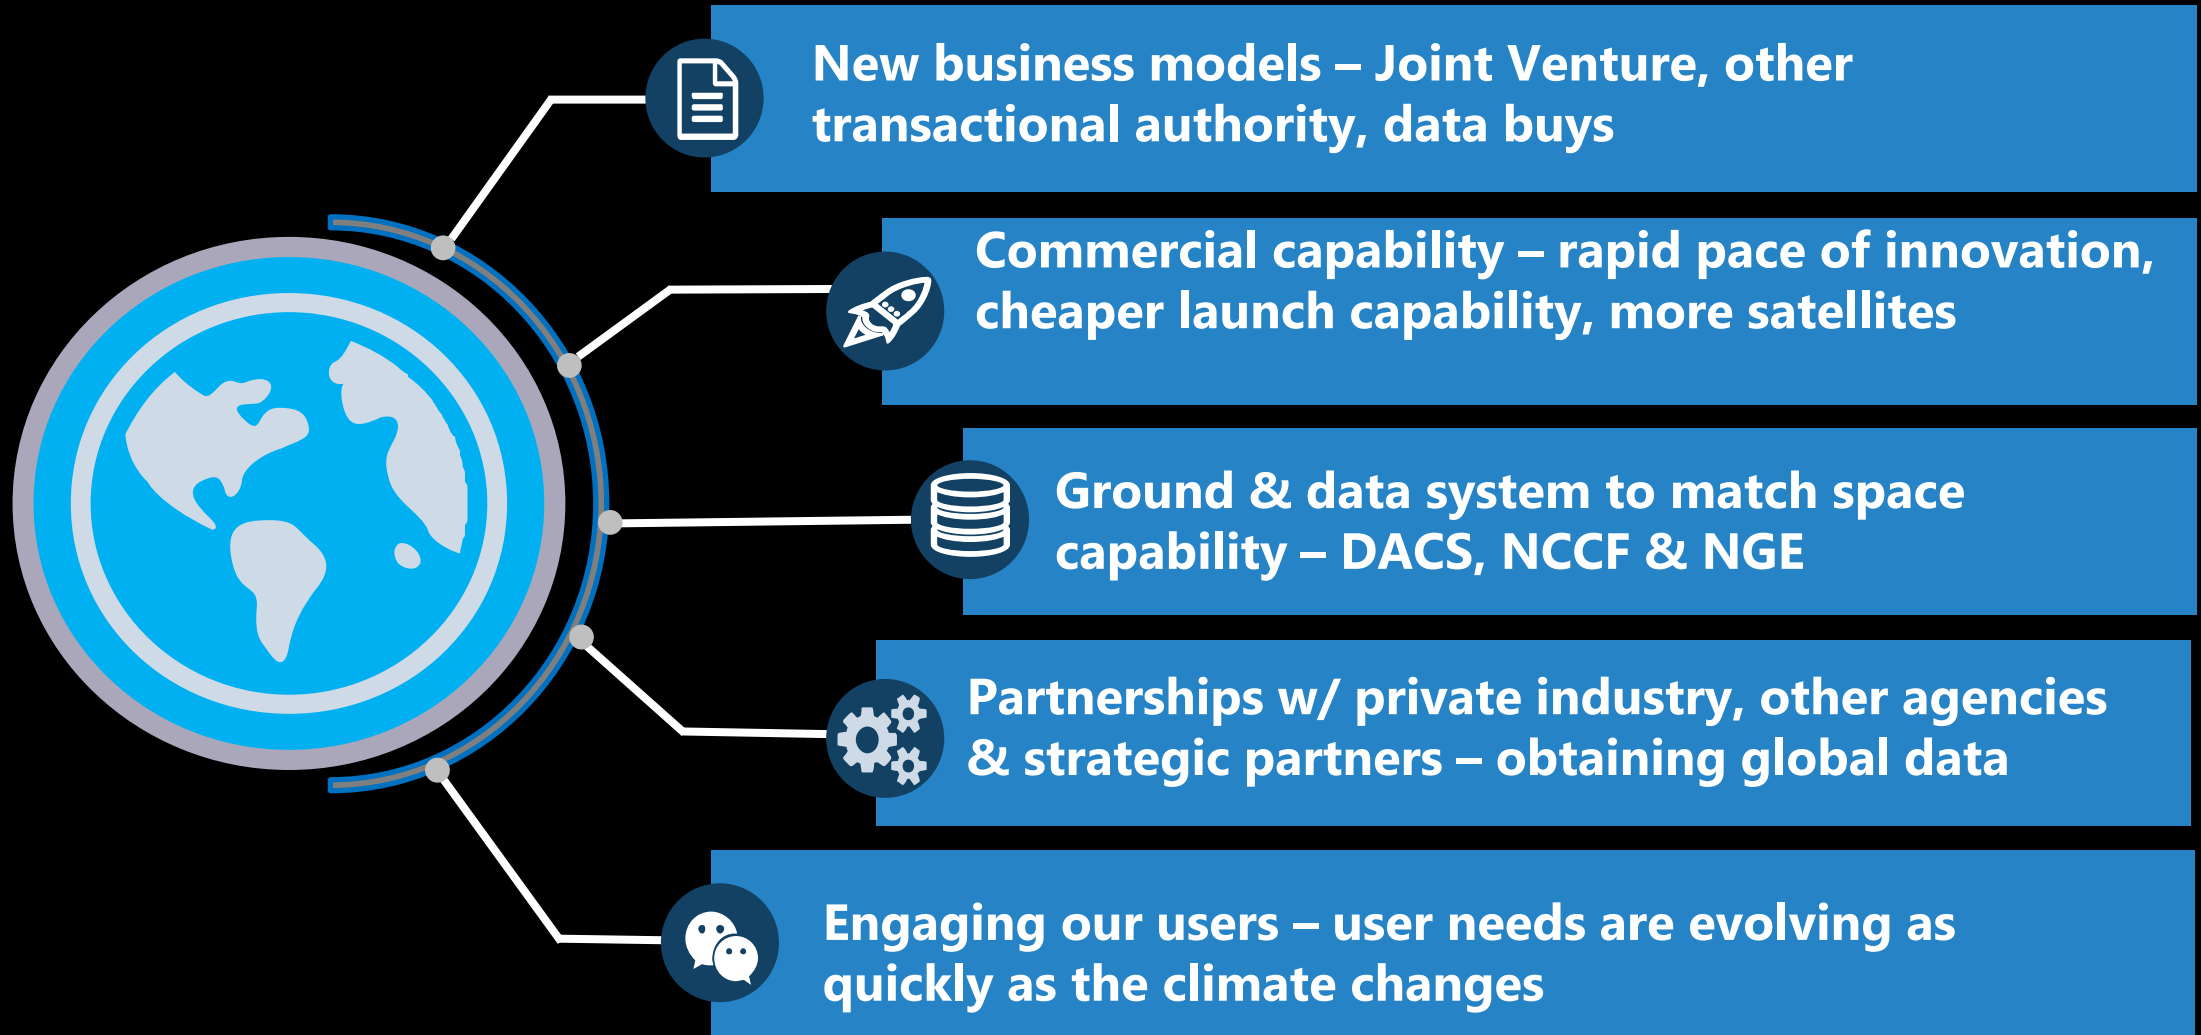 New business models – Joint Venture, other
transactional authority, data buys
Commercial capability – rapid pace of innovation,
cheaper launch capability, more satellites
Ground & data system to match space
capability – DACS, NCCF & NGE
Partnerships w/ private industry, other agencies
& strategic partners – obtaining global data
Engaging our users – user needs are evolving as
quickly as the climate changes